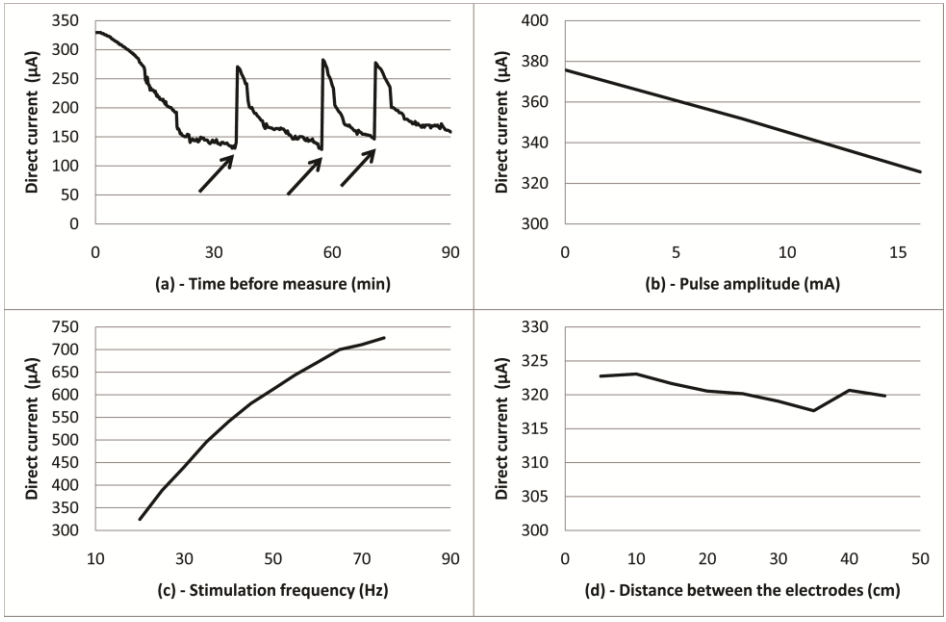 350
300
250
200
150
100
50
0
Direct current (µA)
0 30 60 90
(a) - Time before measure (min)
400
380
360
340
320
300
Direct current (µA)
0 5 10 15
(b) - Pulse amplitude (mA)
750
700
650
600
550
500
450
400
350
300
Direct current (µA)
10 30 50 70 90
(c) - Stimulation frequency (Hz)
330
325
320
315
310
305
300
Direct current (µA)
0 10 20 30 40 50
(d) - Distance between the electrodes (cm)